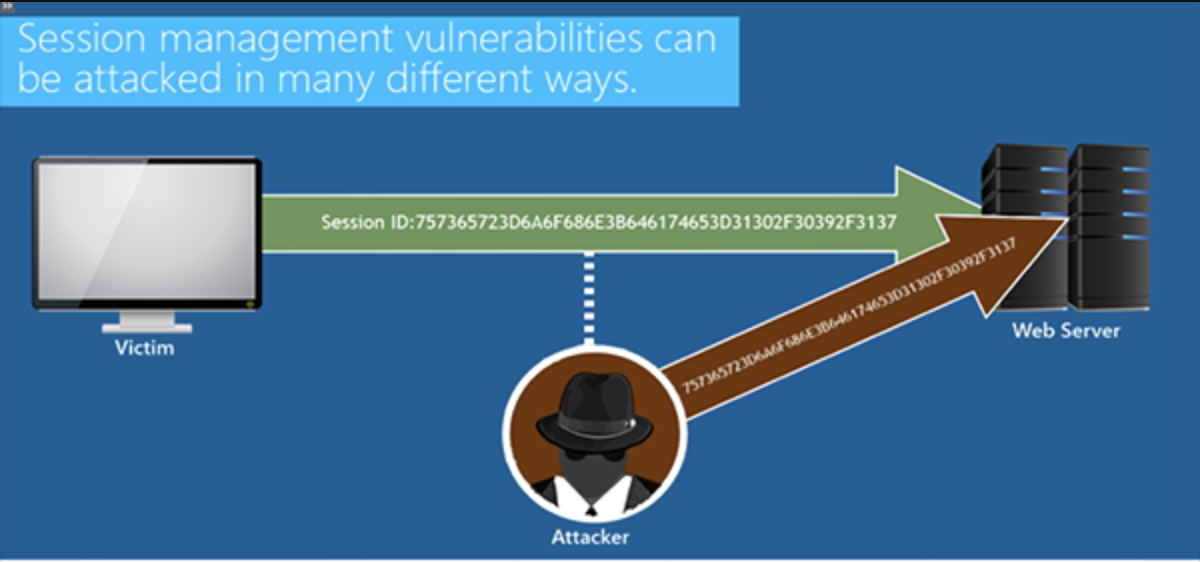 Session management vulnerabilities can
be attacked in many different ways.
Session ID:757365723D6A6F686E3B646174653D31302F30392F3137
757365723D6A6F686E3B646174653D31302F30392F3137
Web Server
Victim
Attacker